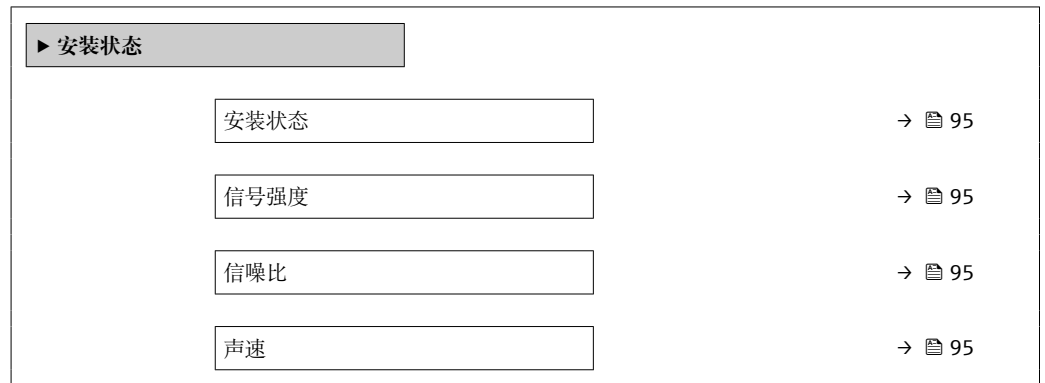 ▶ 安装状态
安装状态 → 🖹 95
信号强度 → 🖹 95
信噪比 → 🖹 95
声速 → 🖹 95